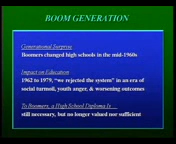 BOOM GENERATION
Generational Surprise
Boomers changed high schools in the mid-1960s
Impact on Education
1962 to 1979, "we rejected the system" in an era of
social turmoil, youth anger, & worsening outcomes
To Boomers, a High School Diploma Is
still necessary, but no longer valued nor sufficient